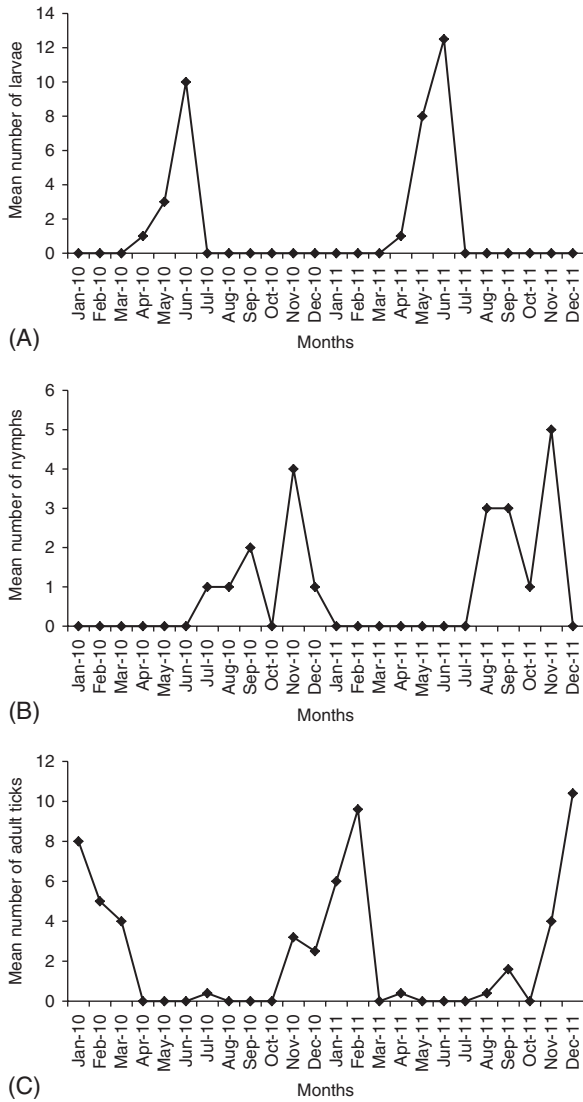 14
12
10
8
6
4
2
0
Mean number of larvae
Jan-10 Feb-10 Mar-10 Apr-10 May-10 Jun-10 Jul-10 Aug-10 Sep-10 Oct-10 Nov-10 Dec-10 Jan-11 Feb-11 Mar-11 Apr-11 May-11 Jun-11 Jul-11 Aug-11 Sep-11 Oct-11 Nov-11 Dec-11
(A)
Months
6
5
4
3
2
1
0
Mean number of nymphs
Jan-10 Feb-10 Mar-10 Apr-10 May-10 Jun-10 Jul-10 Aug-10 Sep-10 Oct-10 Nov-10 Dec-10 Jan-11 Feb-11 Mar-11 Apr-11 May-11 Jun-11 Jul-11 Aug-11 Sep-11 Oct-11 Nov-11 Dec-11
(B)
Months
12
10
8
6
4
2
0
Mean number of adult ticks
Jan-10 Feb-10 Mar-10 Apr-10 May-10 Jun-10 Jul-10 Aug-10 Sep-10 Oct-10 Nov-10 Dec-10 Jan-11 Feb-11 Mar-11 Apr-11 May-11 Jun-11 Jul-11 Aug-11 Sep-11 Oct-11 Nov-11 Dec-11
(C)
Months